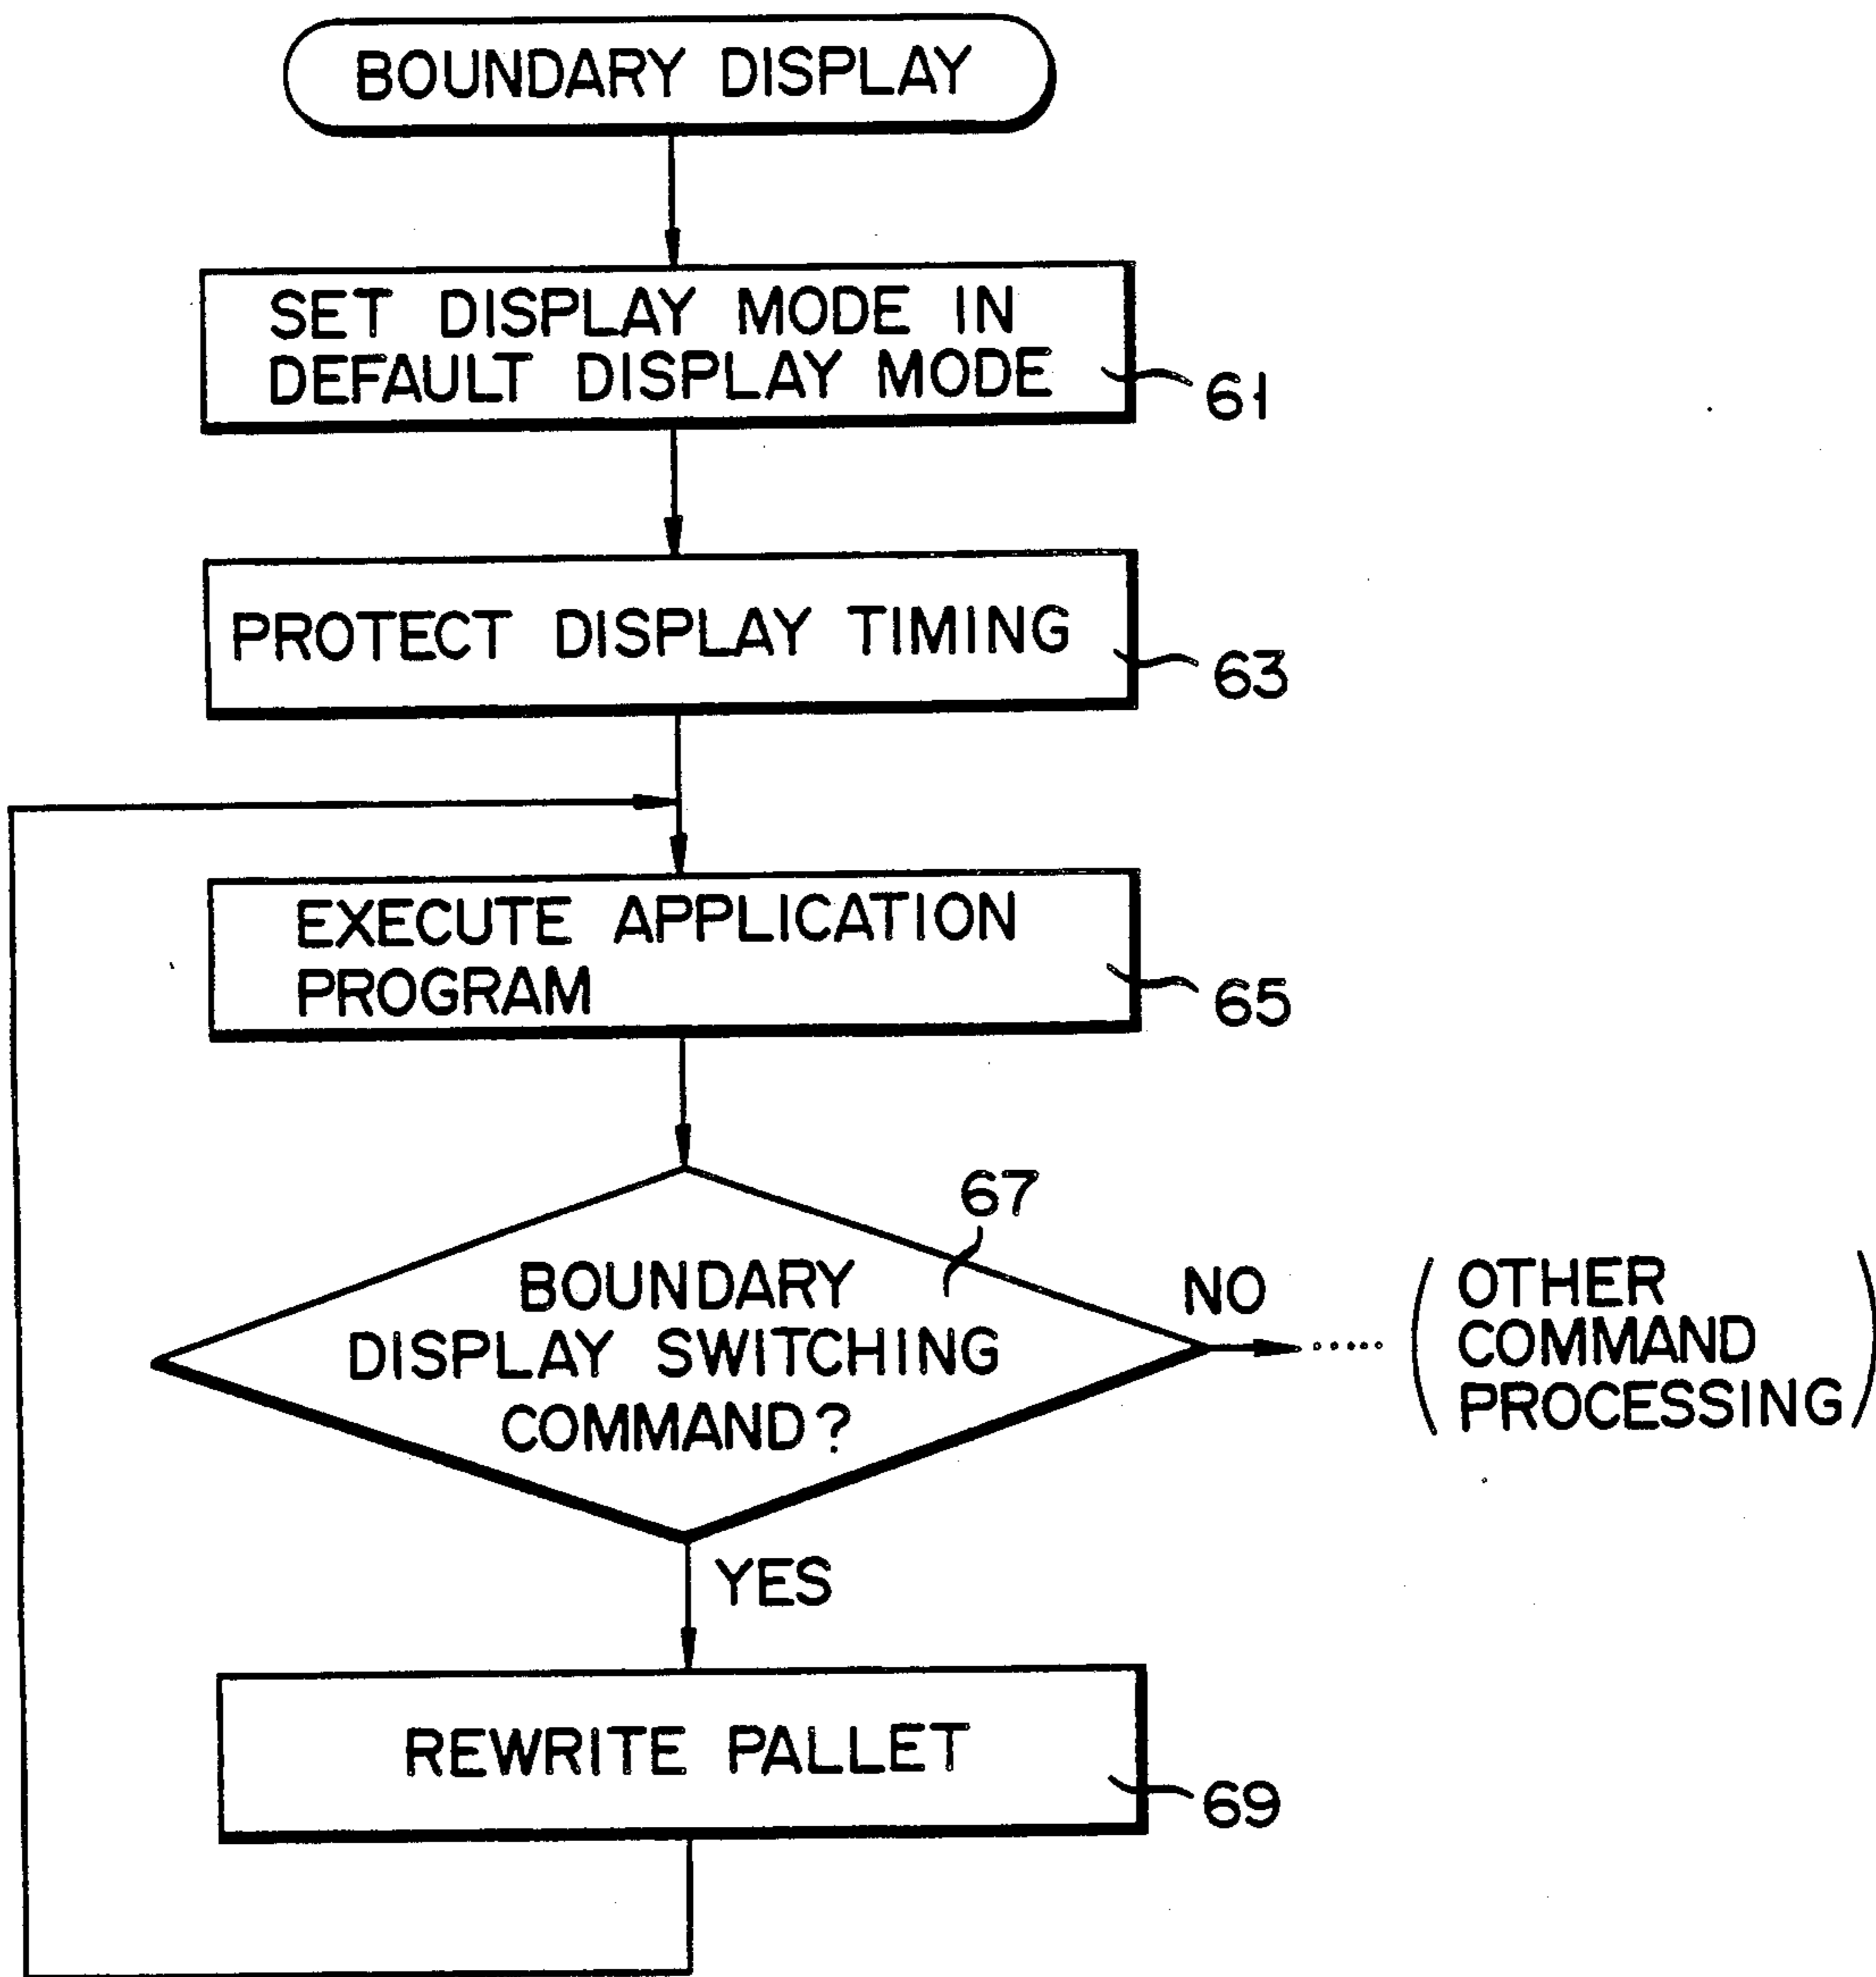 BOUNDARY DISPLAY
SET DISPLAY MODE IN
DEFAULT DISPLAY MODE
61
PROTECT DISPLAY TIMING
63
EXECUTE APPLICATION
PROGRAM
65
67
BOUNDARY
DISPLAY SWITCHING
COMMAND?
NO
(OTHER
COMMAND
PROCESSING)
YES
REWRITE PALLET
69